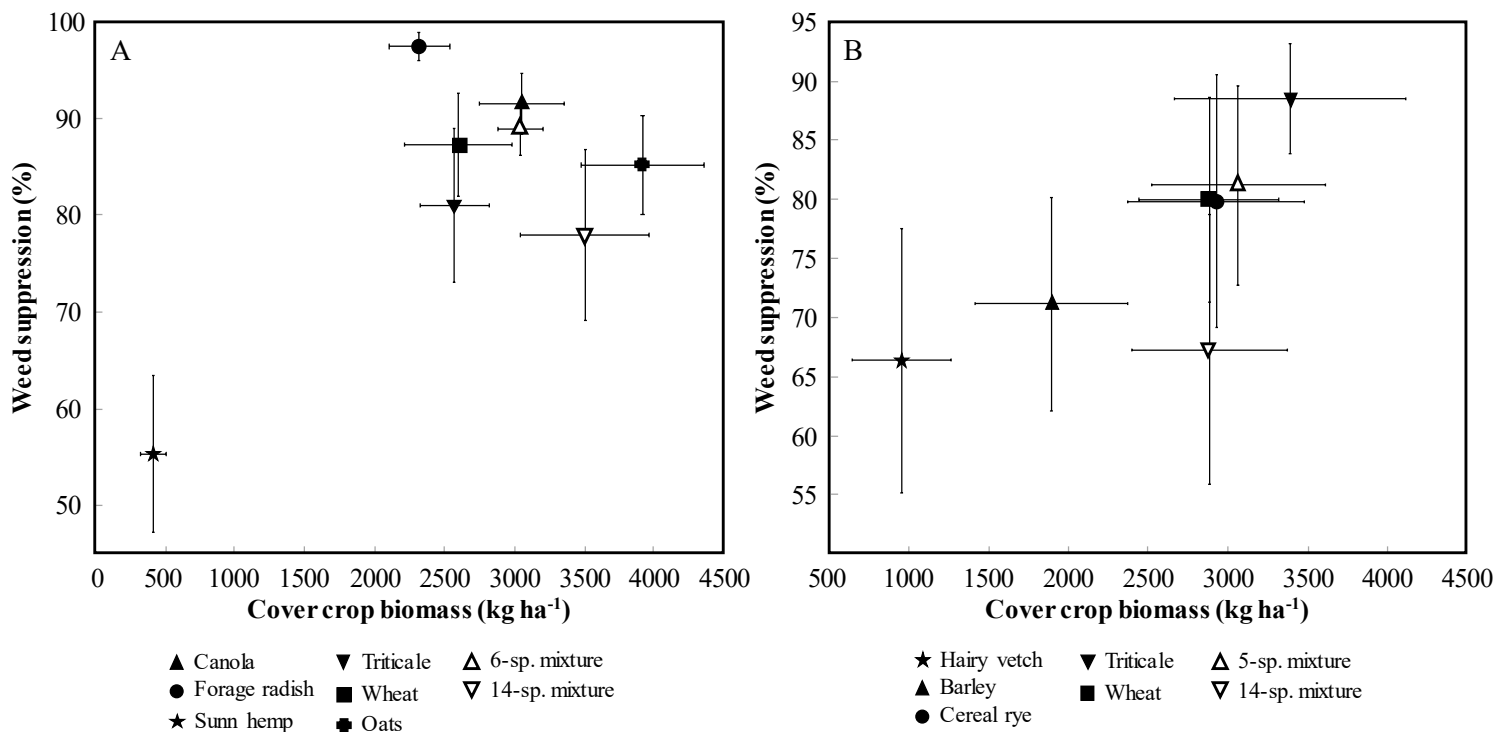 A
100
90
80
70
60
50
Weed suppression (%)
0 500 1000 1500 2000 2500 3000 3500 4000 4500
Cover crop biomass (kg ha-1)
Canola
Forage radish
Sunn hemp
Triticale
Wheat
Oats
6-sp. mixture
14-sp. mixture
B
95
90
85
80
75
70
65
60
55
Weed suppression (%)
500 1000 1500 2000 2500 3000 3500 4000 4500
Cover crop biomass (kg ha-1)
Hairy vetch
Barley
Cereal rye
Triticale
Wheat
5-sp. mixture
14-sp. mixture